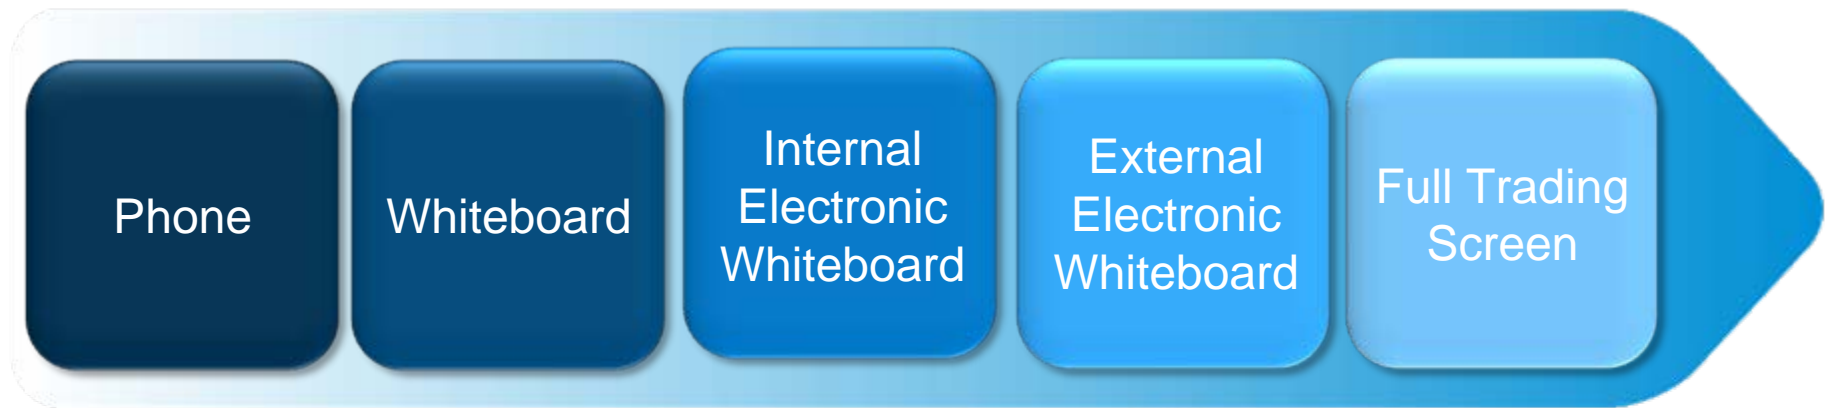 Phone
Whiteboard
Internal
Electronic
Whiteboard
External
Electronic
Whiteboard
Full Trading
Screen